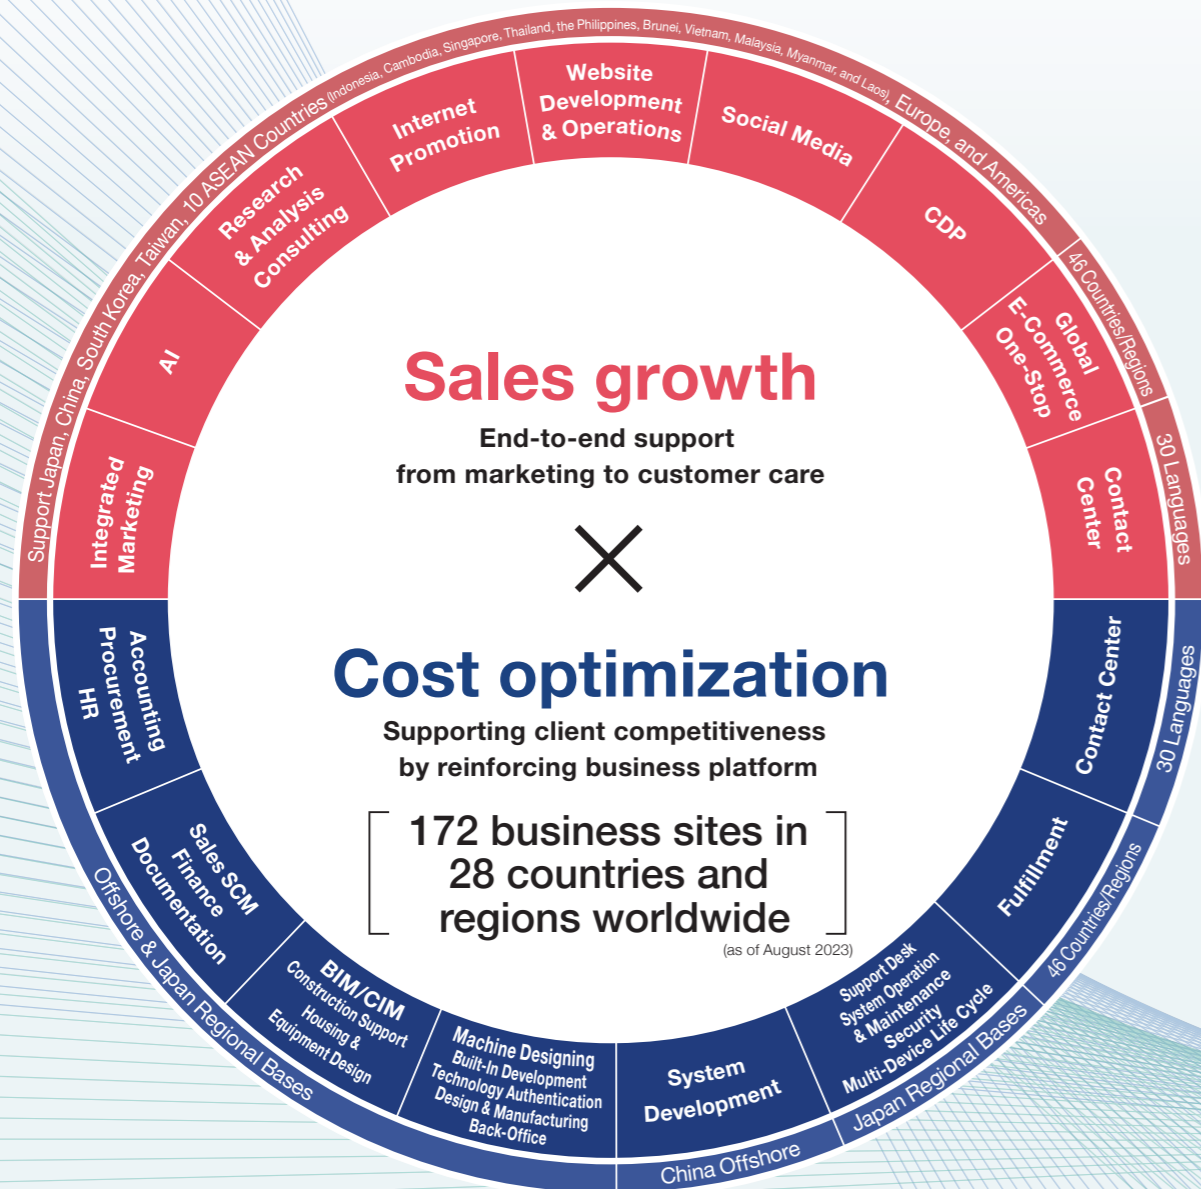 Support Japan, China, South Korea, Taiwan, 10 ASEAN Countries (Indonesia, Cambodia, Singapore, Thailand, the Philippines, Brunei, Vietnam, Malaysia, Myanmar, and Laos), Europe, and Americas
46 Countries/Regions
30 Languages
Integrated
Marketing
AI
Research
& Analysis
Consulting
Internet
Promotion
Website
Development
& Operations
Social Media
CDP
Global
E-Commerce
One-Stop
Contact
Center
Sales growth
End-to-end support
from marketing to customer care
×
Cost optimization
Supporting client competitiveness
by reinforcing business platform
172 business sites in
28 countries and
regions worldwide
(as of August 2023)
Accounting
Procurement
HR
Sales SCM
Finance
Documentation
BIM/CIM
Construction Support
Housing &
Equipment Design
Machine Designing
Built-In Development
Technology Authentication
Design & Manufacturing
Back-Office
System
Development
Support Desk
System Operation
& Maintenance
Security
Multi-Device Life Cycle
Fulfillment
Contact Center
Offshore & Japan Regional Bases
China Offshore
Japan Regional Bases
46 Countries/Regions
30 Languages